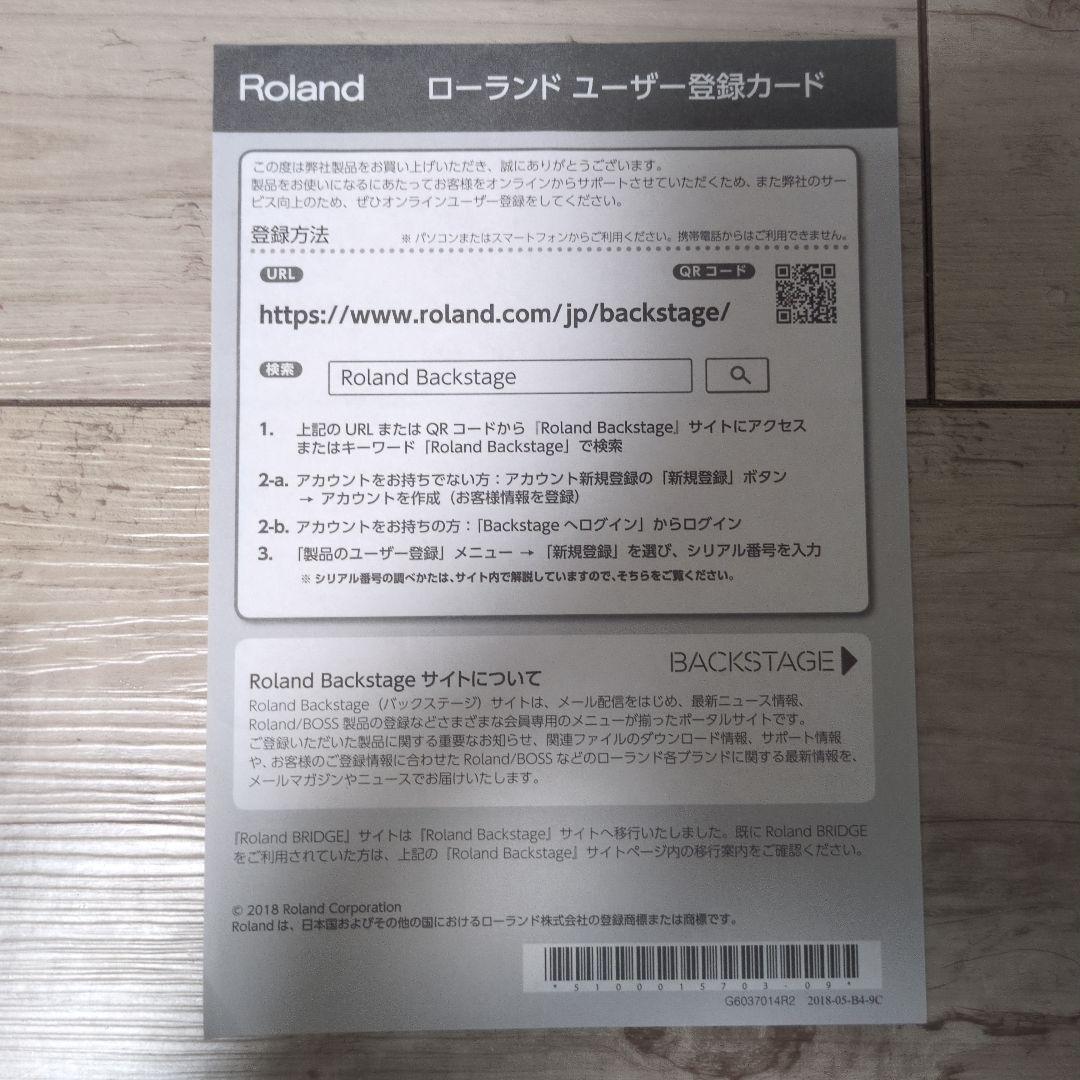 Roland ローランド ユーザー登録カード
この度は弊社製品をお買い上げいただき、誠にありがとうございます。
製品をお使いになるにあたってお客様をオンラインからサポートさせていただくため、また弊社のサー
ビス向上のため、ぜひオンラインユーザー登録をしてください。
登録方法 ※ パソコンまたはスマートフォンからご利用ください。携帯電話からはご利用できません。
URL QRコード
https://www.roland.com/jp/backstage/
検索 Roland Backstage
1. 上記の URL または QR コードから『Roland Backstage』サイトにアクセス
またはキーワード「Roland Backstage」で検索
2-a. アカウントをお持ちでない方：アカウント新規登録の「新規登録」ボタン
→ アカウントを作成（お客様情報を登録）
2-b. アカウントをお持ちの方：「Backstage へログイン」からログイン
3. 「製品のユーザー登録」メニュー → 「新規登録」を選び、シリアル番号を入力
※ シリアル番号の調べかたは、サイト内で解説していますので、そちらをご覧ください。
BACKSTAGE
Roland Backstage サイトについて
Roland Backstage（バックステージ）サイトは、メール配信をはじめ、最新ニュース情報、
Roland/BOSS 製品の登録などさまざまな会員専用のメニューが揃ったポータルサイトです。
ご登録いただいた製品に関する重要なお知らせ、関連ファイルのダウンロード情報、サポート情報
や、お客様のご登録情報に合わせた Roland/BOSS などのローランド各ブランドに関する最新情報を、
メールマガジンやニュースでお届けいたします。
『Roland BRIDGE』サイトは『Roland Backstage』サイトへ移行いたしました。既に Roland BRIDGE
をご利用されていた方は、上記の『Roland Backstage』サイトページ内の移行案内をご確認ください。
© 2018 Roland Corporation
Roland は、日本国およびその他の国におけるローランド株式会社の登録商標または商標です。
*5100015703-09*
G6037014R2 2018-05-B4-9C